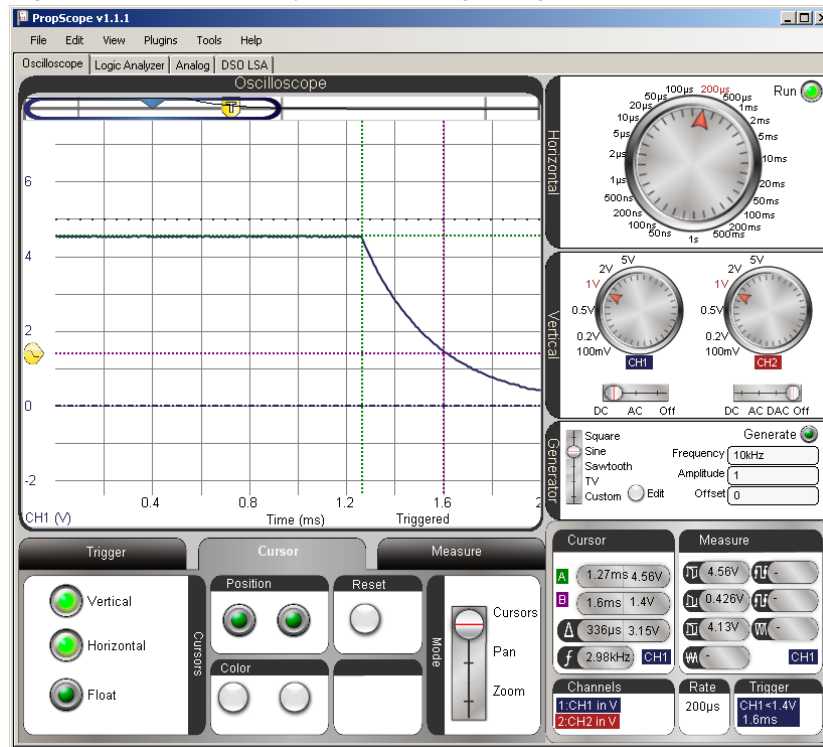 PropScope v1.1.1
File Edit View Plugins Tools Help
Oscilloscope Logic Analyzer Analog DSO LSA
Oscilloscope
T
6
4
2
0
-2
0.4 0.8 1.2 1.6 2
CH1 (V) Time (ms) Triggered
Horizontal
Run
50ns
100ns
200ns
500ns
1µs
2µs
5µs
10µs
20µs
50µs
100µs
200µs
500µs
1ms
2ms
5ms
10ms
20ms
50ms
100ms
200ms
500ms
1s
Vertical
100mV
0.2V
0.5V
1V
2V
5V
CH1
DC AC Off
100mV
0.2V
0.5V
1V
2V
5V
CH2
DC AC DAC Off
Generator
Square
Sine
Sawtooth
TV
Custom Edit
Generate
Frequency 10kHz
Amplitude 1
Offset 0
Trigger Cursor Measure
Vertical
Horizontal
Float
Cursors
Position
Reset
Color
Mode
Cursors
Pan
Zoom
Cursor
A 1.27ms 4.56V
B 1.6ms 1.4V
Δ 336µs 3.15V
f 2.98kHz CH1
Measure
4.56V -
0.426V -
4.13V -
- CH1
Channels
1:CH1 in V
2:CH2 in V
Rate
200µs
Trigger
CH1<1.4V
1.6ms